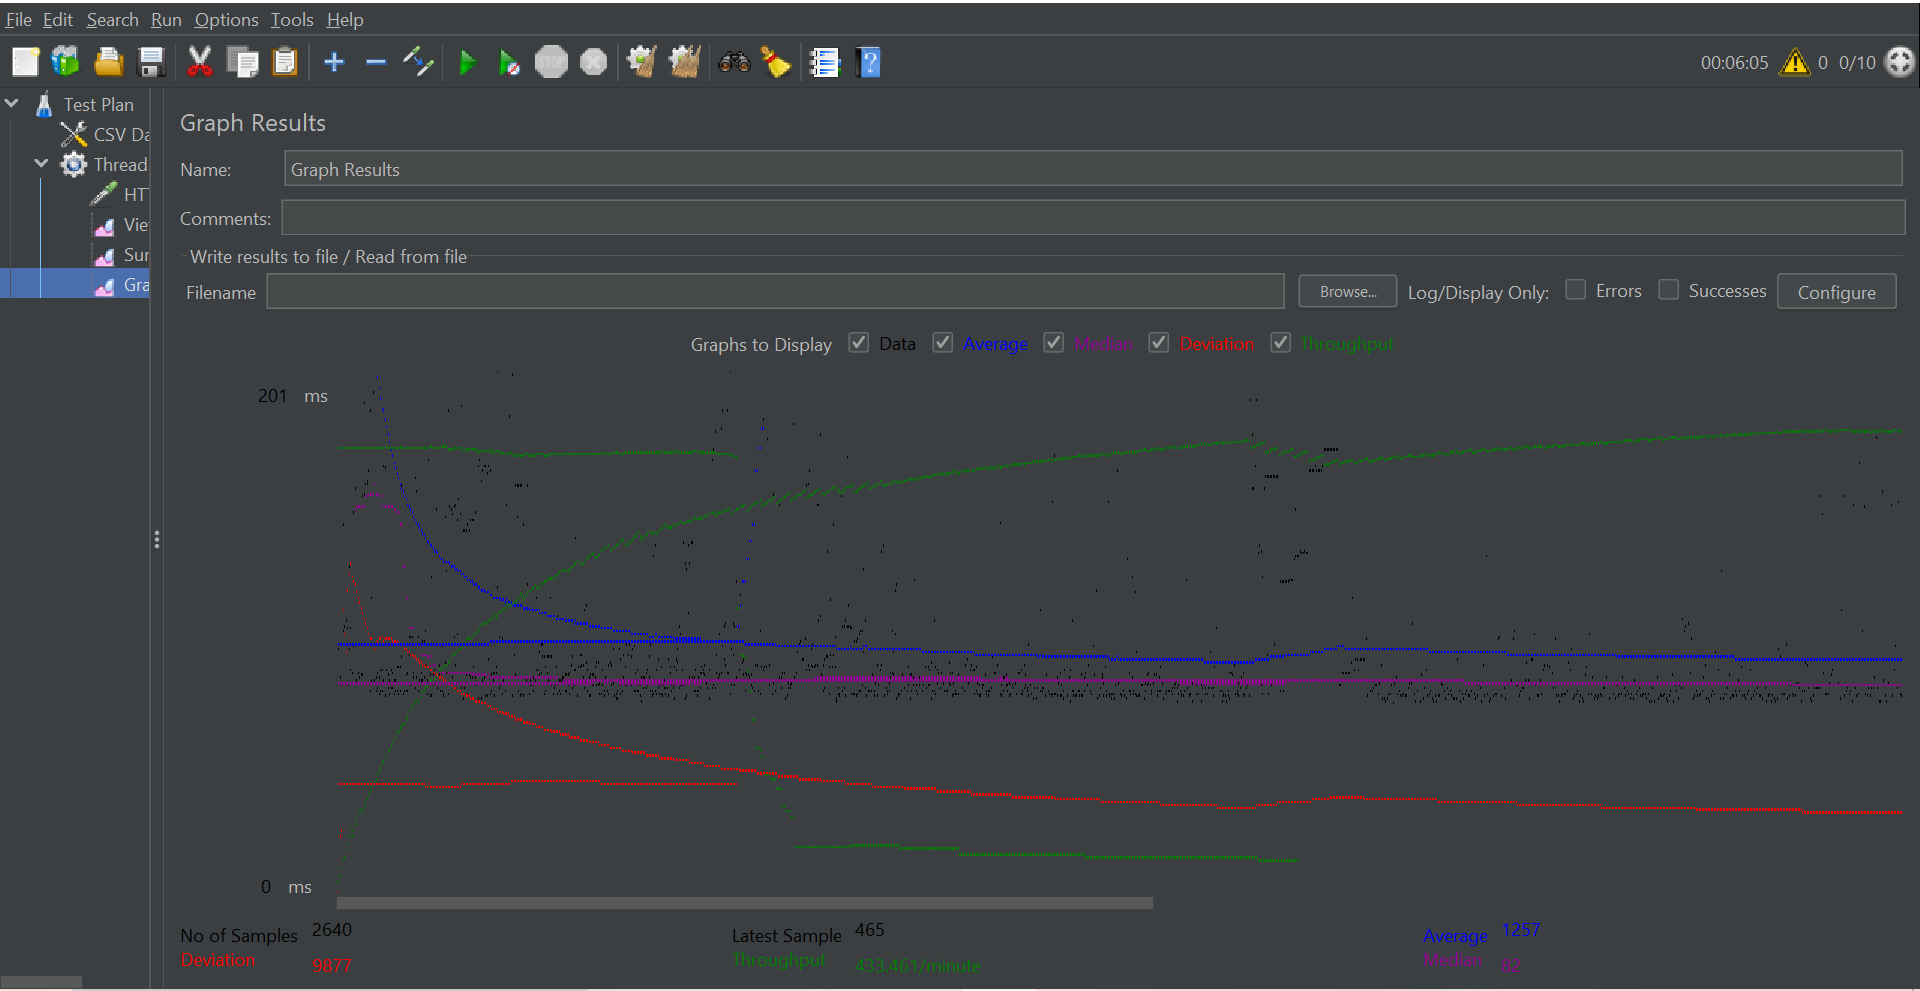 File Edit Search Run Options Tools Help
00:06:05 0 0/10
Test Plan
CSV Da
Thread
HT
Vie
Sur
Gra
Graph Results
Name: Graph Results
Comments:
Write results to file / Read from file
Filename Browse... Log/Display Only: Errors Successes Configure
Graphs to Display Data Average Median Deviation Throughput
201 ms
0 ms
No of Samples 2640 Latest Sample 465 Average 1257
Deviation 9877 Throughput 433.461/minute Median 82